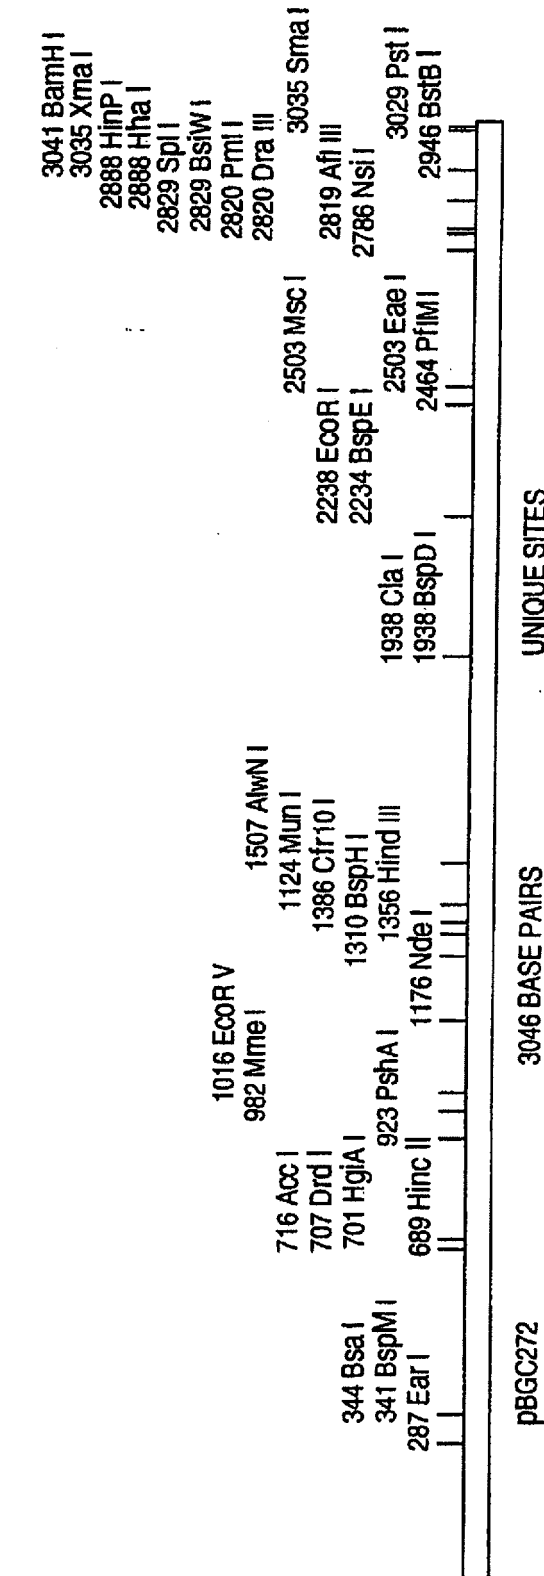 3041 BamH I
3035 Xma I
2888 HinP I
2888 Hha I
2829 Spl I
2829 BsiW I
2820 Pml I
2820 Dra III
3035 Sma I
2819 Afl III
2786 Nsi I
3029 Pst I
2946 BstB I
2503 Msc I
2503 Eae I
2464 PflM I
2238 EcoR I
2234 BspE I
1938 Cla I
1938 BspD I
1507 AlwN I
1124 Mun I
1386 Cfr10 I
1310 BspH I
1356 Hind III
1176 Nde I
1016 EcoR V
982 Mme I
923 PshA I
716 Acc I
707 Drd I
701 HgiA I
689 Hinc II
344 Bsa I
341 BspM I
287 Ear I
pBGC272
3046 BASE PAIRS
UNIQUE SITES